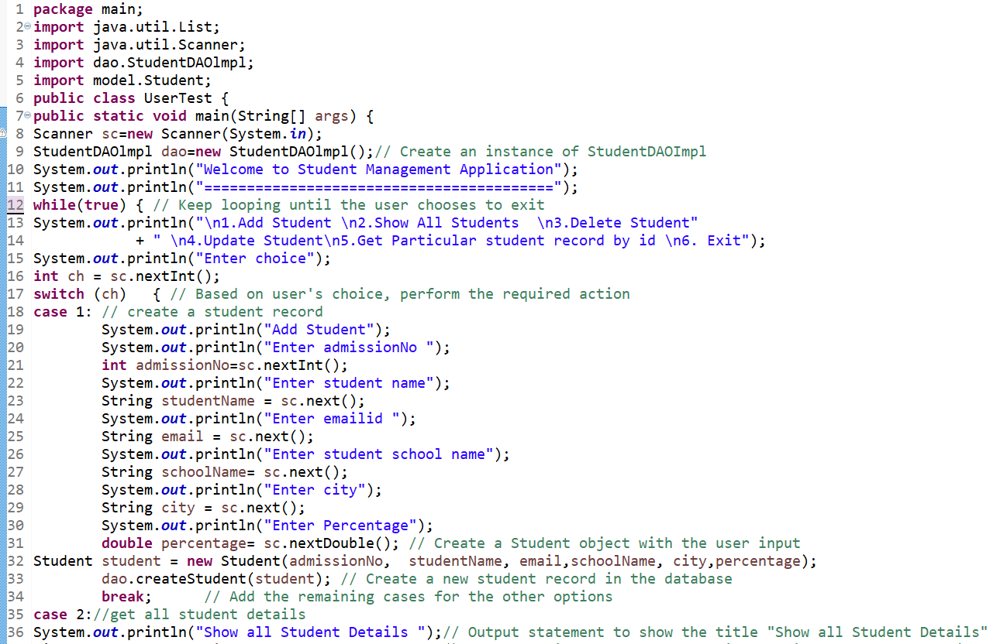 1 package main;
2 import java.util.List;
3 import java.util.Scanner;
4 import dao.StudentDAOlmpl;
5 import model.Student;
6 public class UserTest {
7 public static void main(String[] args) {
8 Scanner sc=new Scanner(System.in);
9 StudentDAOlmpl dao=new StudentDAOlmpl();// Create an instance of StudentDAOImpl
10 System.out.println("Welcome to Student Management Application");
11 System.out.println("=========================================");
12 while(true) { // Keep looping until the user chooses to exit
13 System.out.println("\n1.Add Student \n2.Show All Students  \n3.Delete Student"
14             + " \n4.Update Student\n5.Get Particular student record by id \n6. Exit");
15 System.out.println("Enter choice");
16 int ch = sc.nextInt();
17 switch (ch)   { // Based on user's choice, perform the required action
18 case 1: // create a student record
19         System.out.println("Add Student");
20         System.out.println("Enter admissionNo ");
21         int admissionNo=sc.nextInt();
22         System.out.println("Enter student name");
23         String studentName = sc.next();
24         System.out.println("Enter emailid ");
25         String email = sc.next();
26         System.out.println("Enter student school name");
27         String schoolName= sc.next();
28         System.out.println("Enter city");
29         String city = sc.next();
30         System.out.println("Enter Percentage");
31         double percentage= sc.nextDouble(); // Create a Student object with the user input
32 Student student = new Student(admissionNo,  studentName, email,schoolName, city,percentage);
33         dao.createStudent(student); // Create a new student record in the database
34         break;      // Add the remaining cases for the other options
35 case 2://get all student details
36 System.out.println("Show all Student Details ");// Output statement to show the title "Show all Student Details"